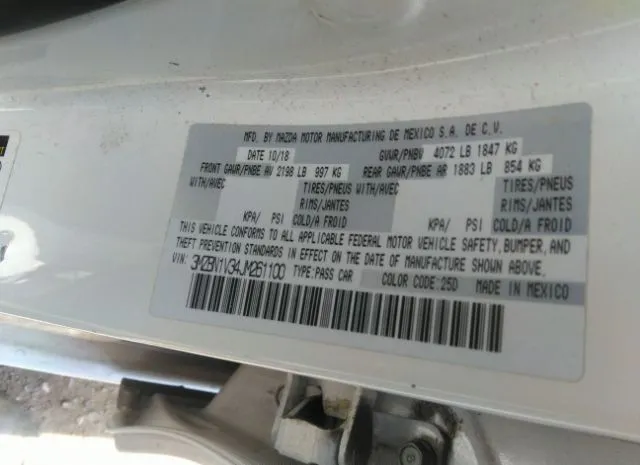 MFD. BY MAZDA MOTOR MANUFACTURING DE MEXICO S.A. DE C.V.
DATE 10/18 GVWR/PNBV 4072 LB 1847 KG
FRONT GAWR/PNBE AV 2198 LB 997 KG REAR GAWR/PNBE AR 1883 LB 854 KG
WITH/AVEC TIRES/PNEUS WITH/AVEC TIRES/PNEUS
RIMS/JANTES RIMS/JANTES
KPA/ PSI COLD/A FROID KPA/ PSI COLD/A FROID
THIS VEHICLE CONFORMS TO ALL APPLICABLE FEDERAL MOTOR VEHICLE SAFETY, BUMPER, AND
THEFT PREVENTION STANDARDS IN EFFECT ON THE DATE OF MANUFACTURE SHOWN ABOVE.
VIN: 3MZBN1V34JM261100 TYPE:PASS CAR COLOR CODE:25D MADE IN MEXICO